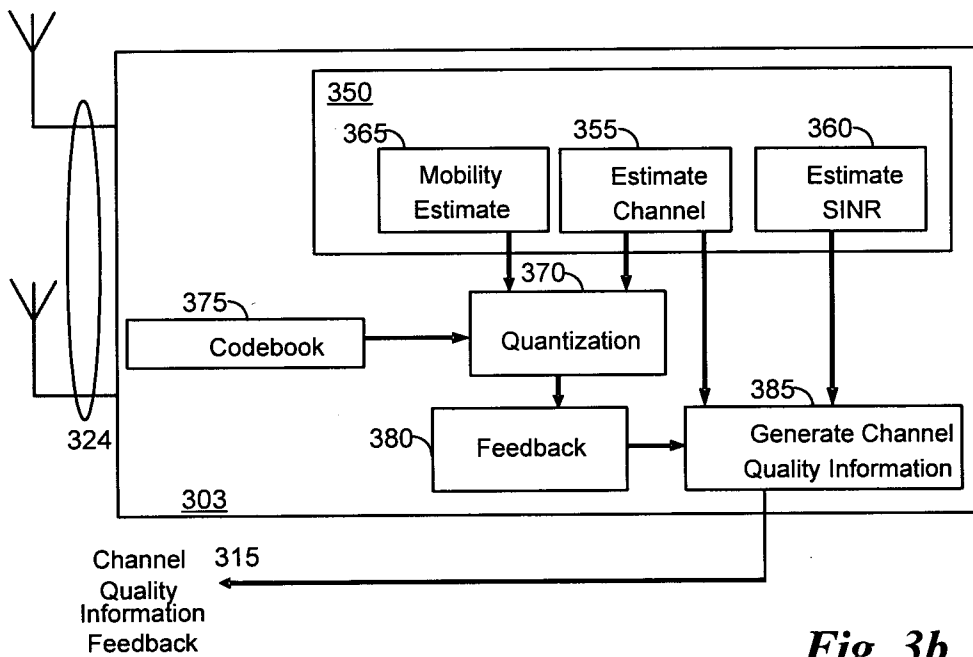 350
365
355
360
Mobility
Estimate
Estimate
Channel
Estimate
SINR
370
375
Codebook
Quantization
385
324
380
Feedback
Generate Channel
Quality Information
303
Channel
Quality
Information
Feedback
315
Fig. 3b